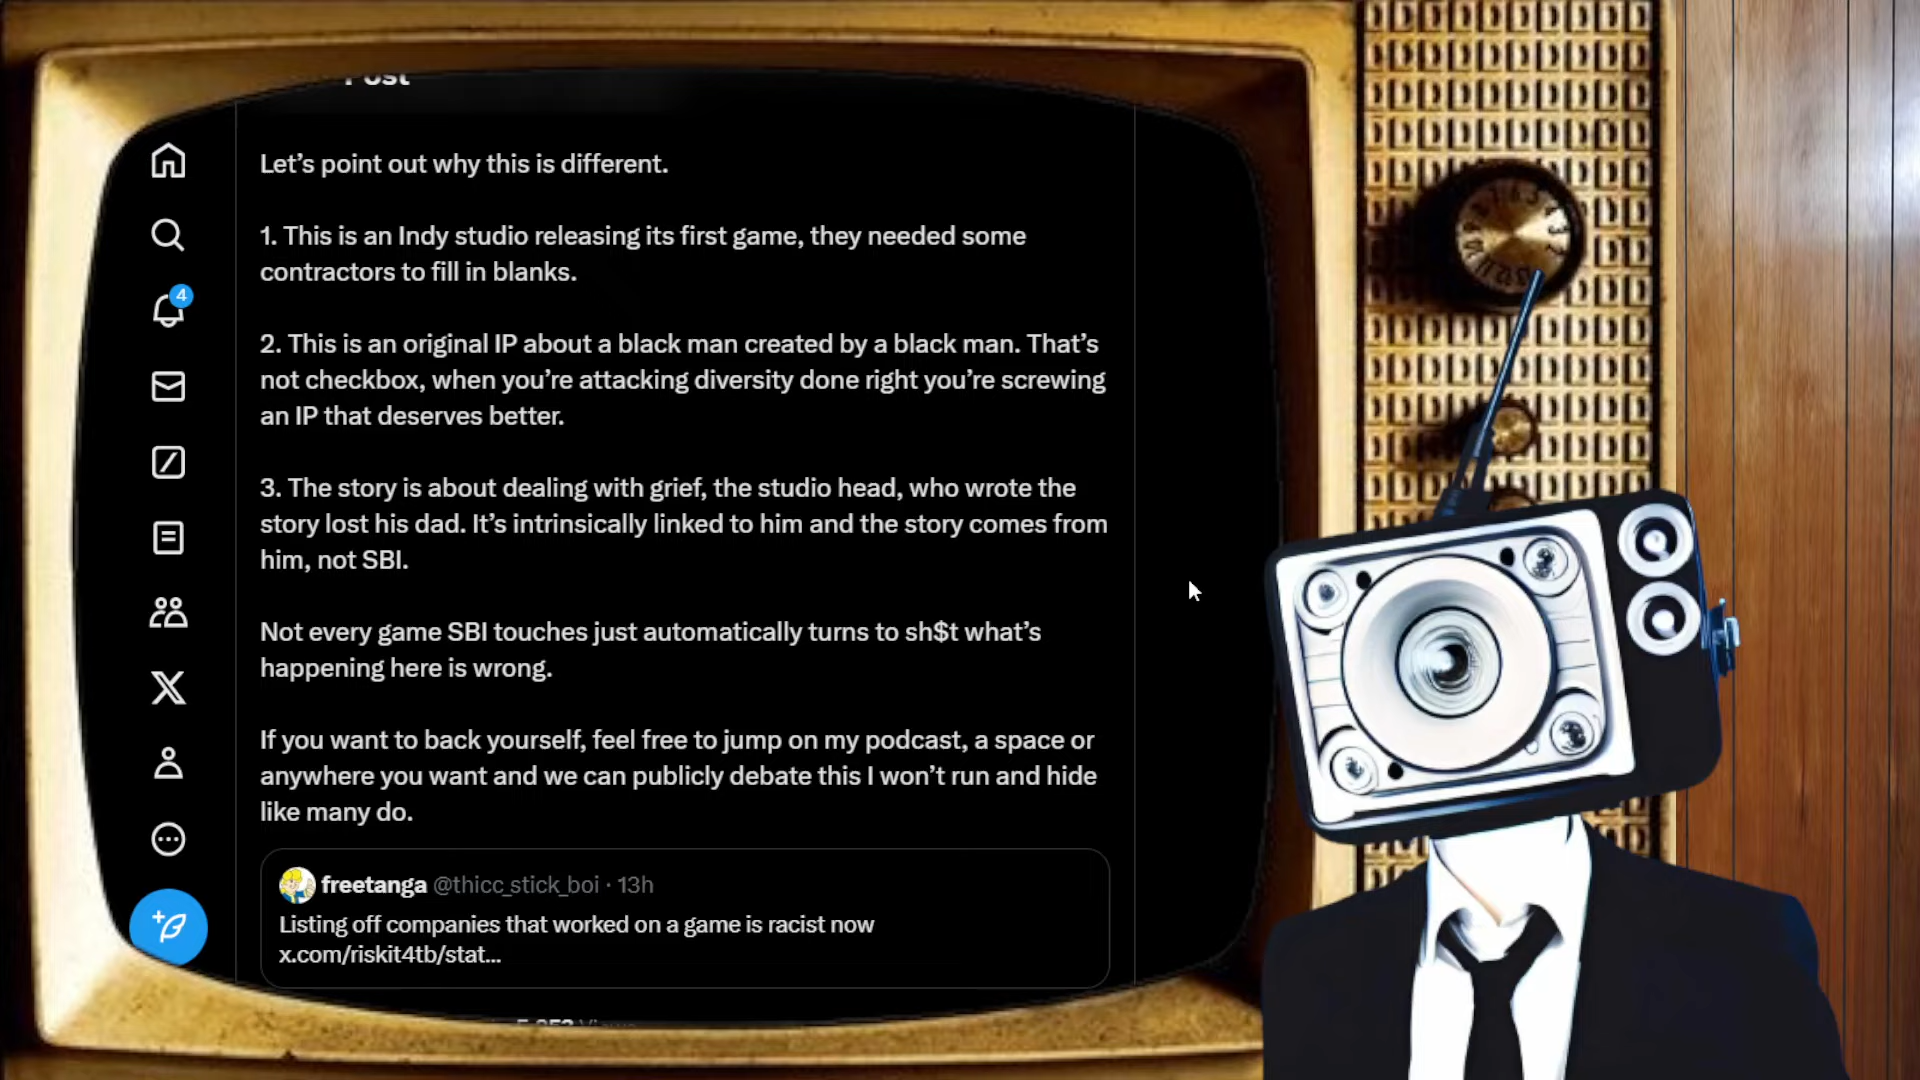 Post
Let’s point out why this is different.
1. This is an Indy studio releasing its first game, they needed some
contractors to fill in blanks.
2. This is an original IP about a black man created by a black man. That’s
not checkbox, when you’re attacking diversity done right you’re screwing
an IP that deserves better.
3. The story is about dealing with grief, the studio head, who wrote the
story lost his dad. It’s intrinsically linked to him and the story comes from
him, not SBI.
Not every game SBI touches just automatically turns to sh$t what’s
happening here is wrong.
If you want to back yourself, feel free to jump on my podcast, a space or
anywhere you want and we can publicly debate this I won’t run and hide
like many do.
4
freetanga @thicc_stick_boi · 13h
Listing off companies that worked on a game is racist now
x.com/riskit4tb/stat...